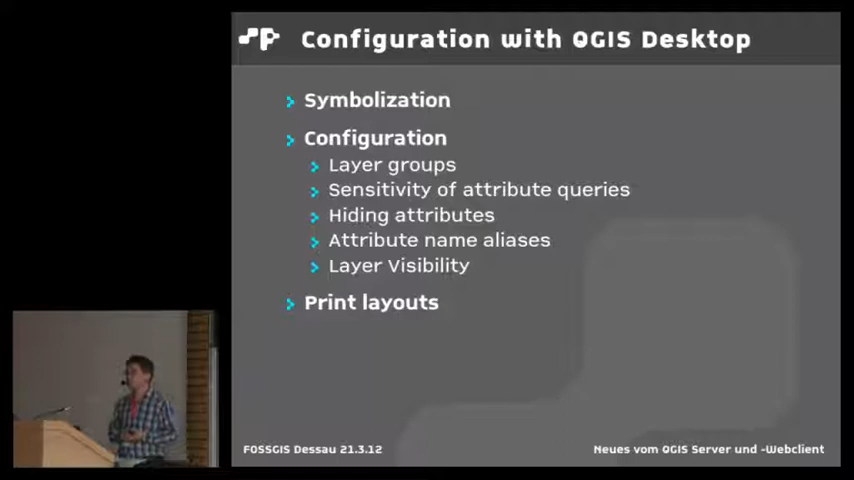 Configuration with QGIS Desktop
Symbolization
Configuration
Layer groups
Sensitivity of attribute queries
Hiding attributes
Attribute name aliases
Layer Visibility
Print layouts
FOSSGIS Dessau 21.3.12
Neues vom QGIS Server und -Webclient